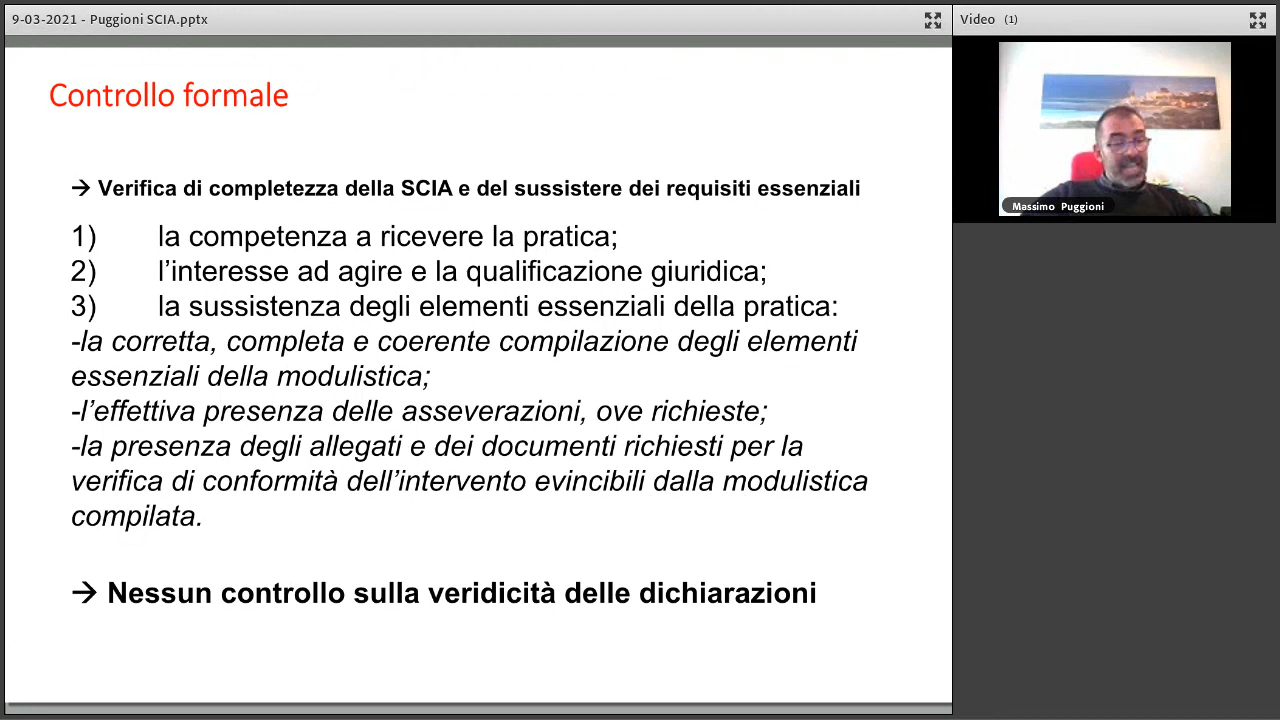 9-03-2021 - Puggioni SCIA.pptx
Video (1)
Controllo formale
Massimo Puggioni
→ Verifica di completezza della SCIA e del sussistere dei requisiti essenziali
1) la competenza a ricevere la pratica;
2) l’interesse ad agire e la qualificazione giuridica;
3) la sussistenza degli elementi essenziali della pratica:
-la corretta, completa e coerente compilazione degli elementi
essenziali della modulistica;
-l’effettiva presenza delle asseverazioni, ove richieste;
-la presenza degli allegati e dei documenti richiesti per la
verifica di conformità dell’intervento evincibili dalla modulistica
compilata.
→ Nessun controllo sulla veridicità delle dichiarazioni